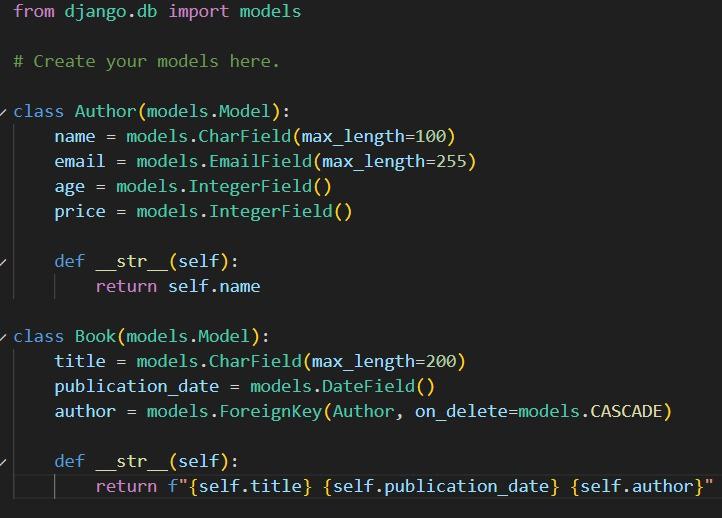 from django.db import models
# Create your models here.
class Author(models.Model):
    name = models.CharField(max_length=100)
    email = models.EmailField(max_length=255)
    age = models.IntegerField()
    price = models.IntegerField()
    def __str__(self):
        return self.name
class Book(models.Model):
    title = models.CharField(max_length=200)
    publication_date = models.DateField()
    author = models.ForeignKey(Author, on_delete=models.CASCADE)
    def __str__(self):
        return f"{self.title} {self.publication_date} {self.author}"